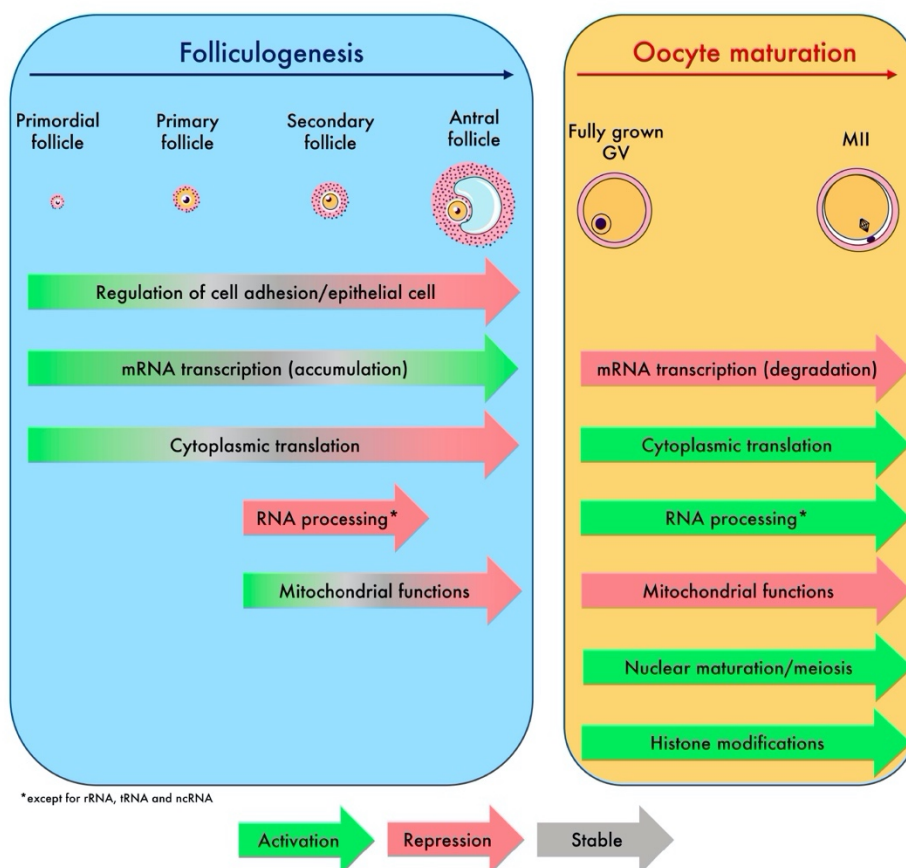 Folliculogenesis
Primordial
follicle
Primary
follicle
Secondary
follicle
Antral
follicle
Regulation of cell adhesion/epithelial cell
mRNA transcription (accumulation)
Cytoplasmic translation
RNA processing*
Mitochondrial functions
Oocyte maturation
Fully grown
GV
MII
mRNA transcription (degradation)
Cytoplasmic translation
RNA processing*
Mitochondrial functions
Nuclear maturation/meiosis
Histone modifications
*except for rRNA, tRNA and ncRNA
Activation
Repression
Stable